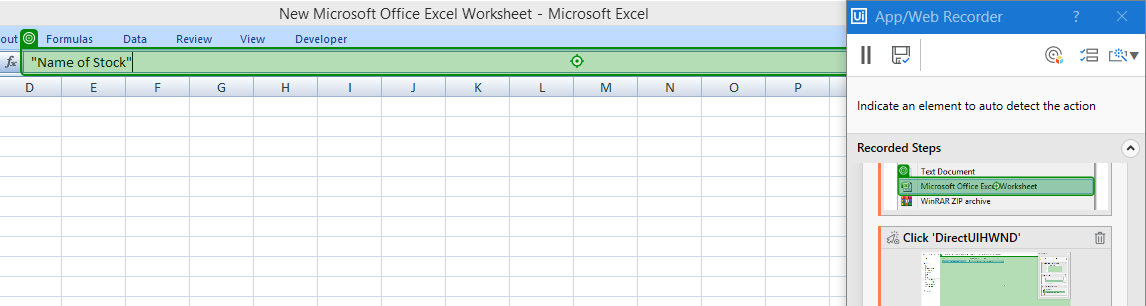 New Microsoft Office Excel Worksheet - Microsoft Excel
out Formulas Data Review View Developer
fx "Name of Stock"
D E F G H I J K L M N O P
Ui App/Web Recorder ? ×
Indicate an element to auto detect the action
Recorded Steps
Text Document
Microsoft Office Excel Worksheet
WinRAR ZIP archive
Click 'DirectUIHWND'